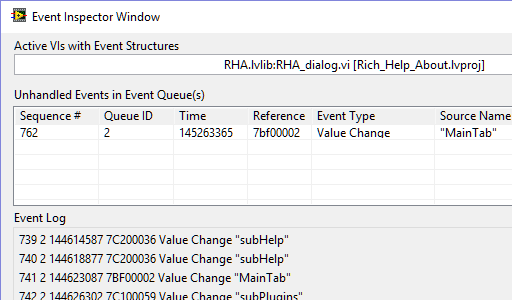 Event Inspector Window
Active VIs with Event Structures
RHA.lvlib:RHA_dialog.vi [Rich_Help_About.lvproj]
Unhandled Events in Event Queue(s)
Sequence # Queue ID Time Reference Event Type Source Name
762 2 145263365 7bf00002 Value Change "MainTab"
Event Log
739 2 144614587 7C200036 Value Change "subHelp"
740 2 144618877 7C200036 Value Change "subHelp"
741 2 144623087 7BF00002 Value Change "MainTab"
742 2 144626302 7C100059 Value Change "subPlugins"